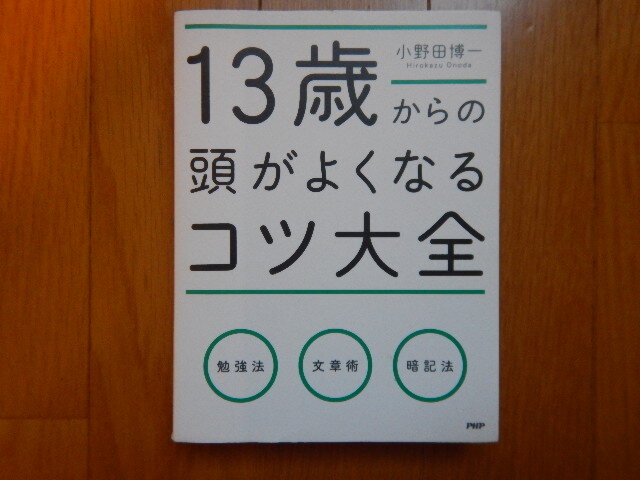 小野田博一
Hirokazu Onoda
13歳からの
頭がよくなる
コツ大全
勉強法
文章術
暗記法
PHP